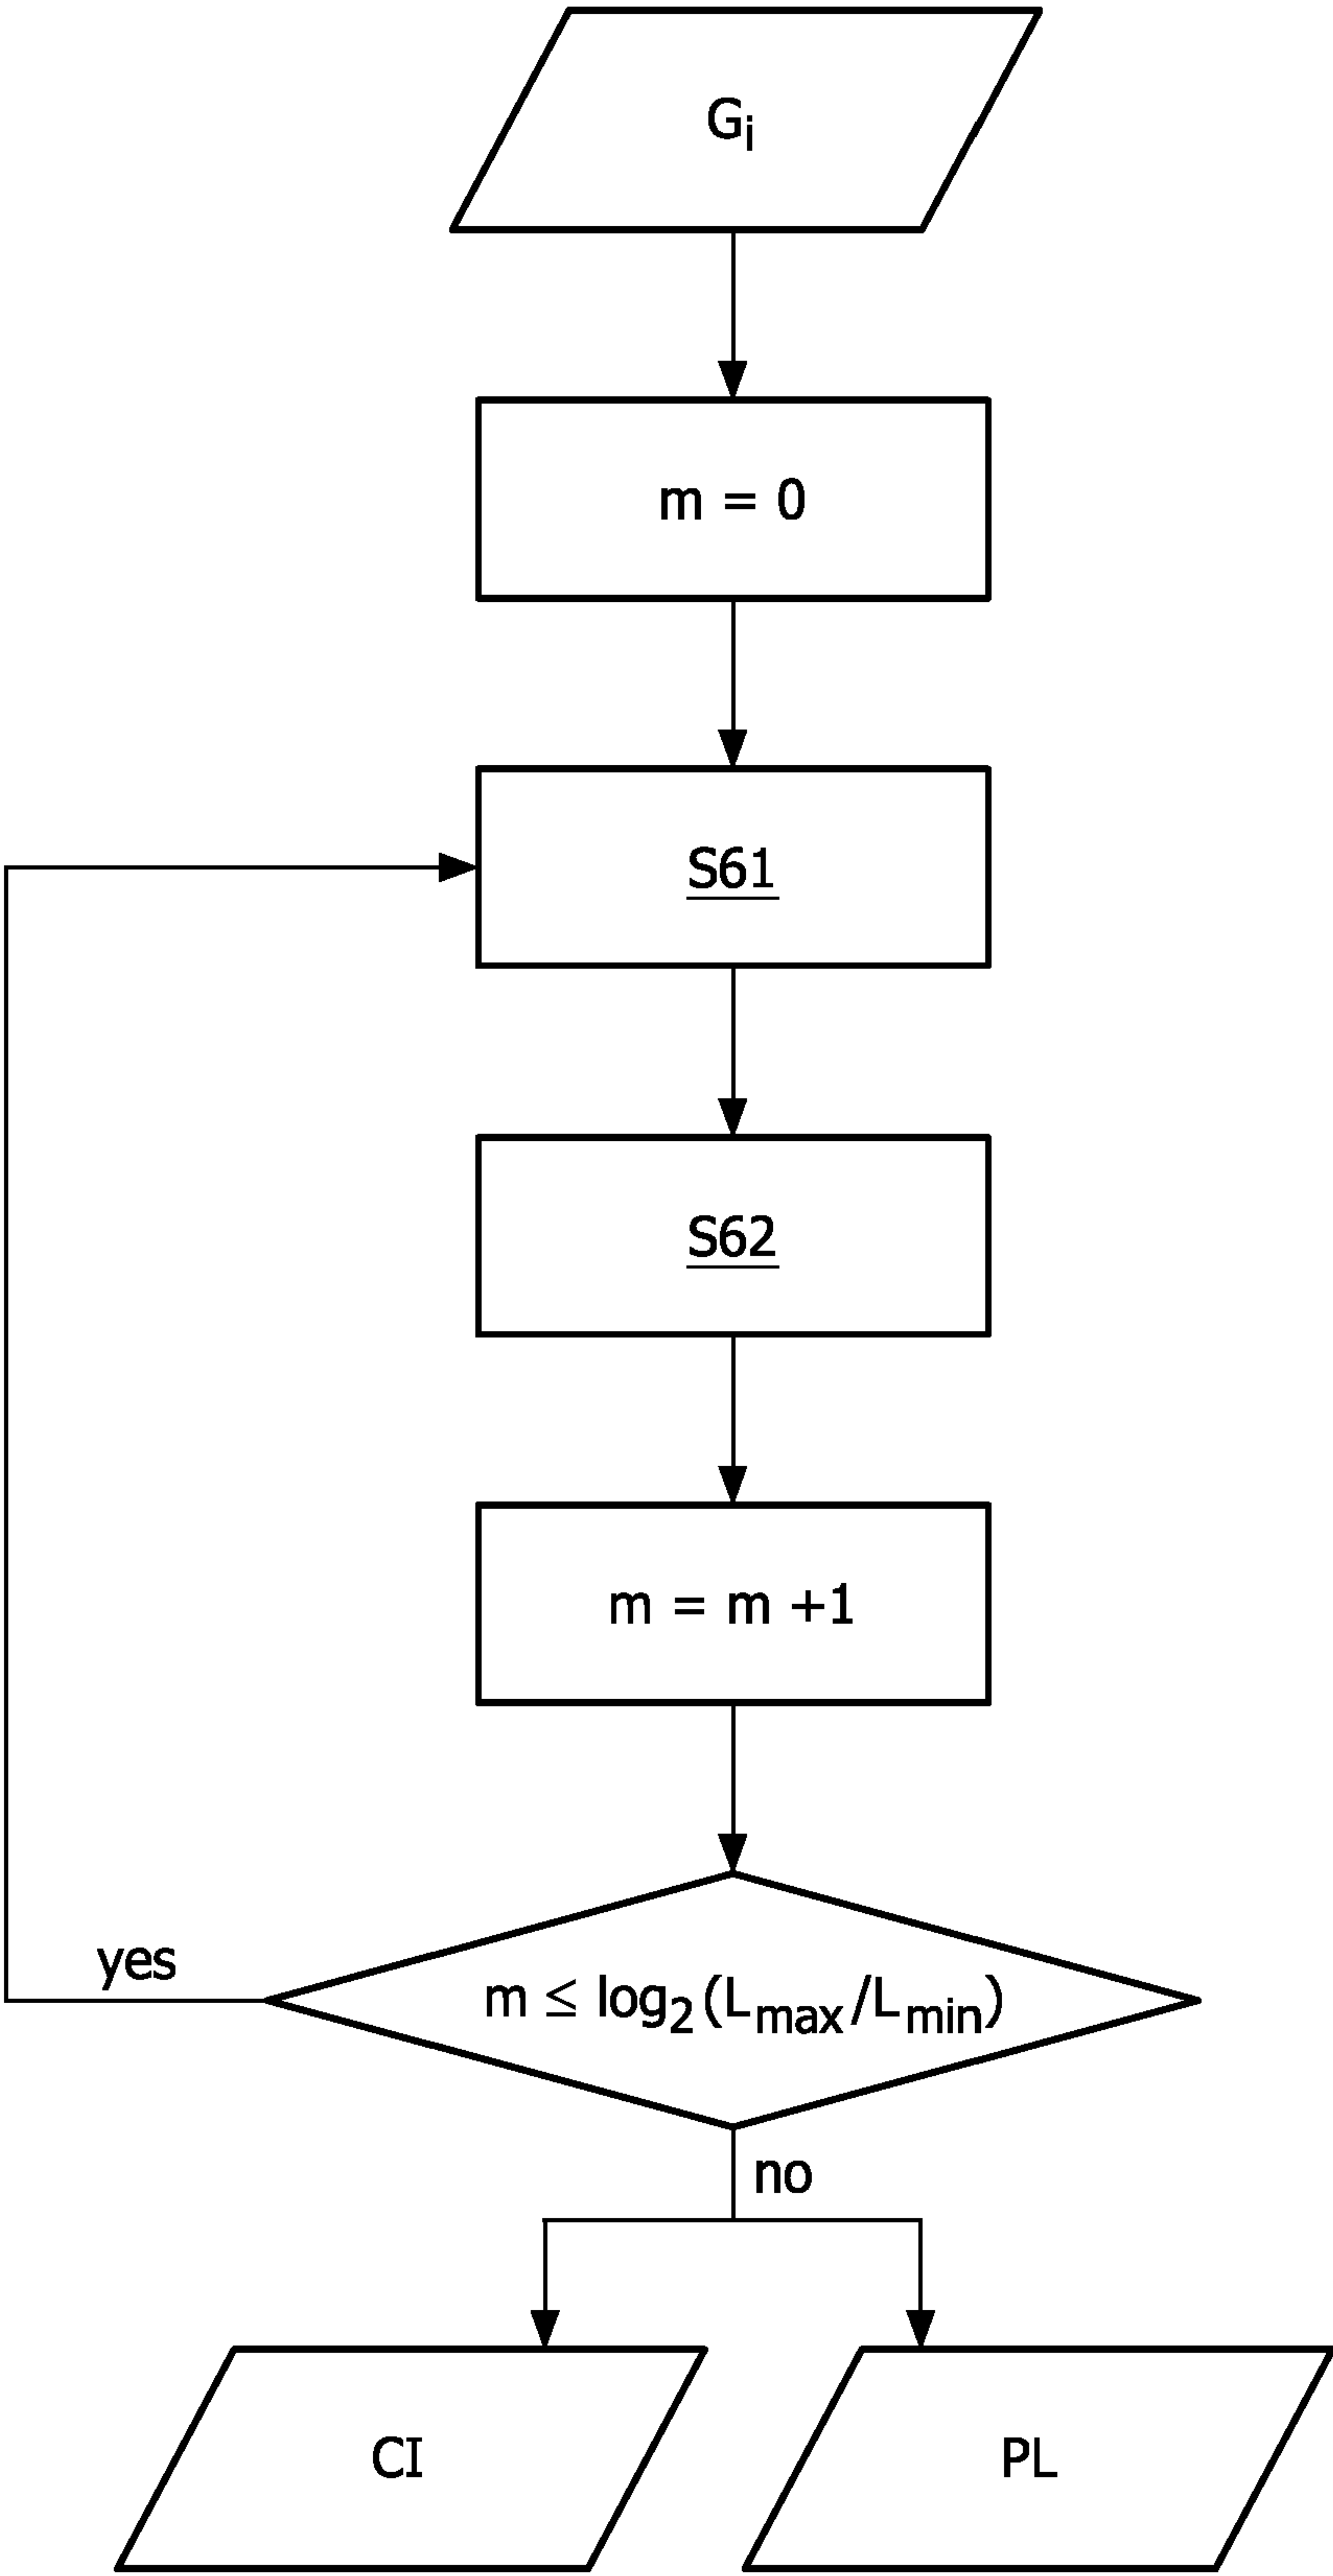 Gi
m = 0
S61
S62
m = m +1
yes
m ≤ log2(Lmax/Lmin)
no
CI
PL